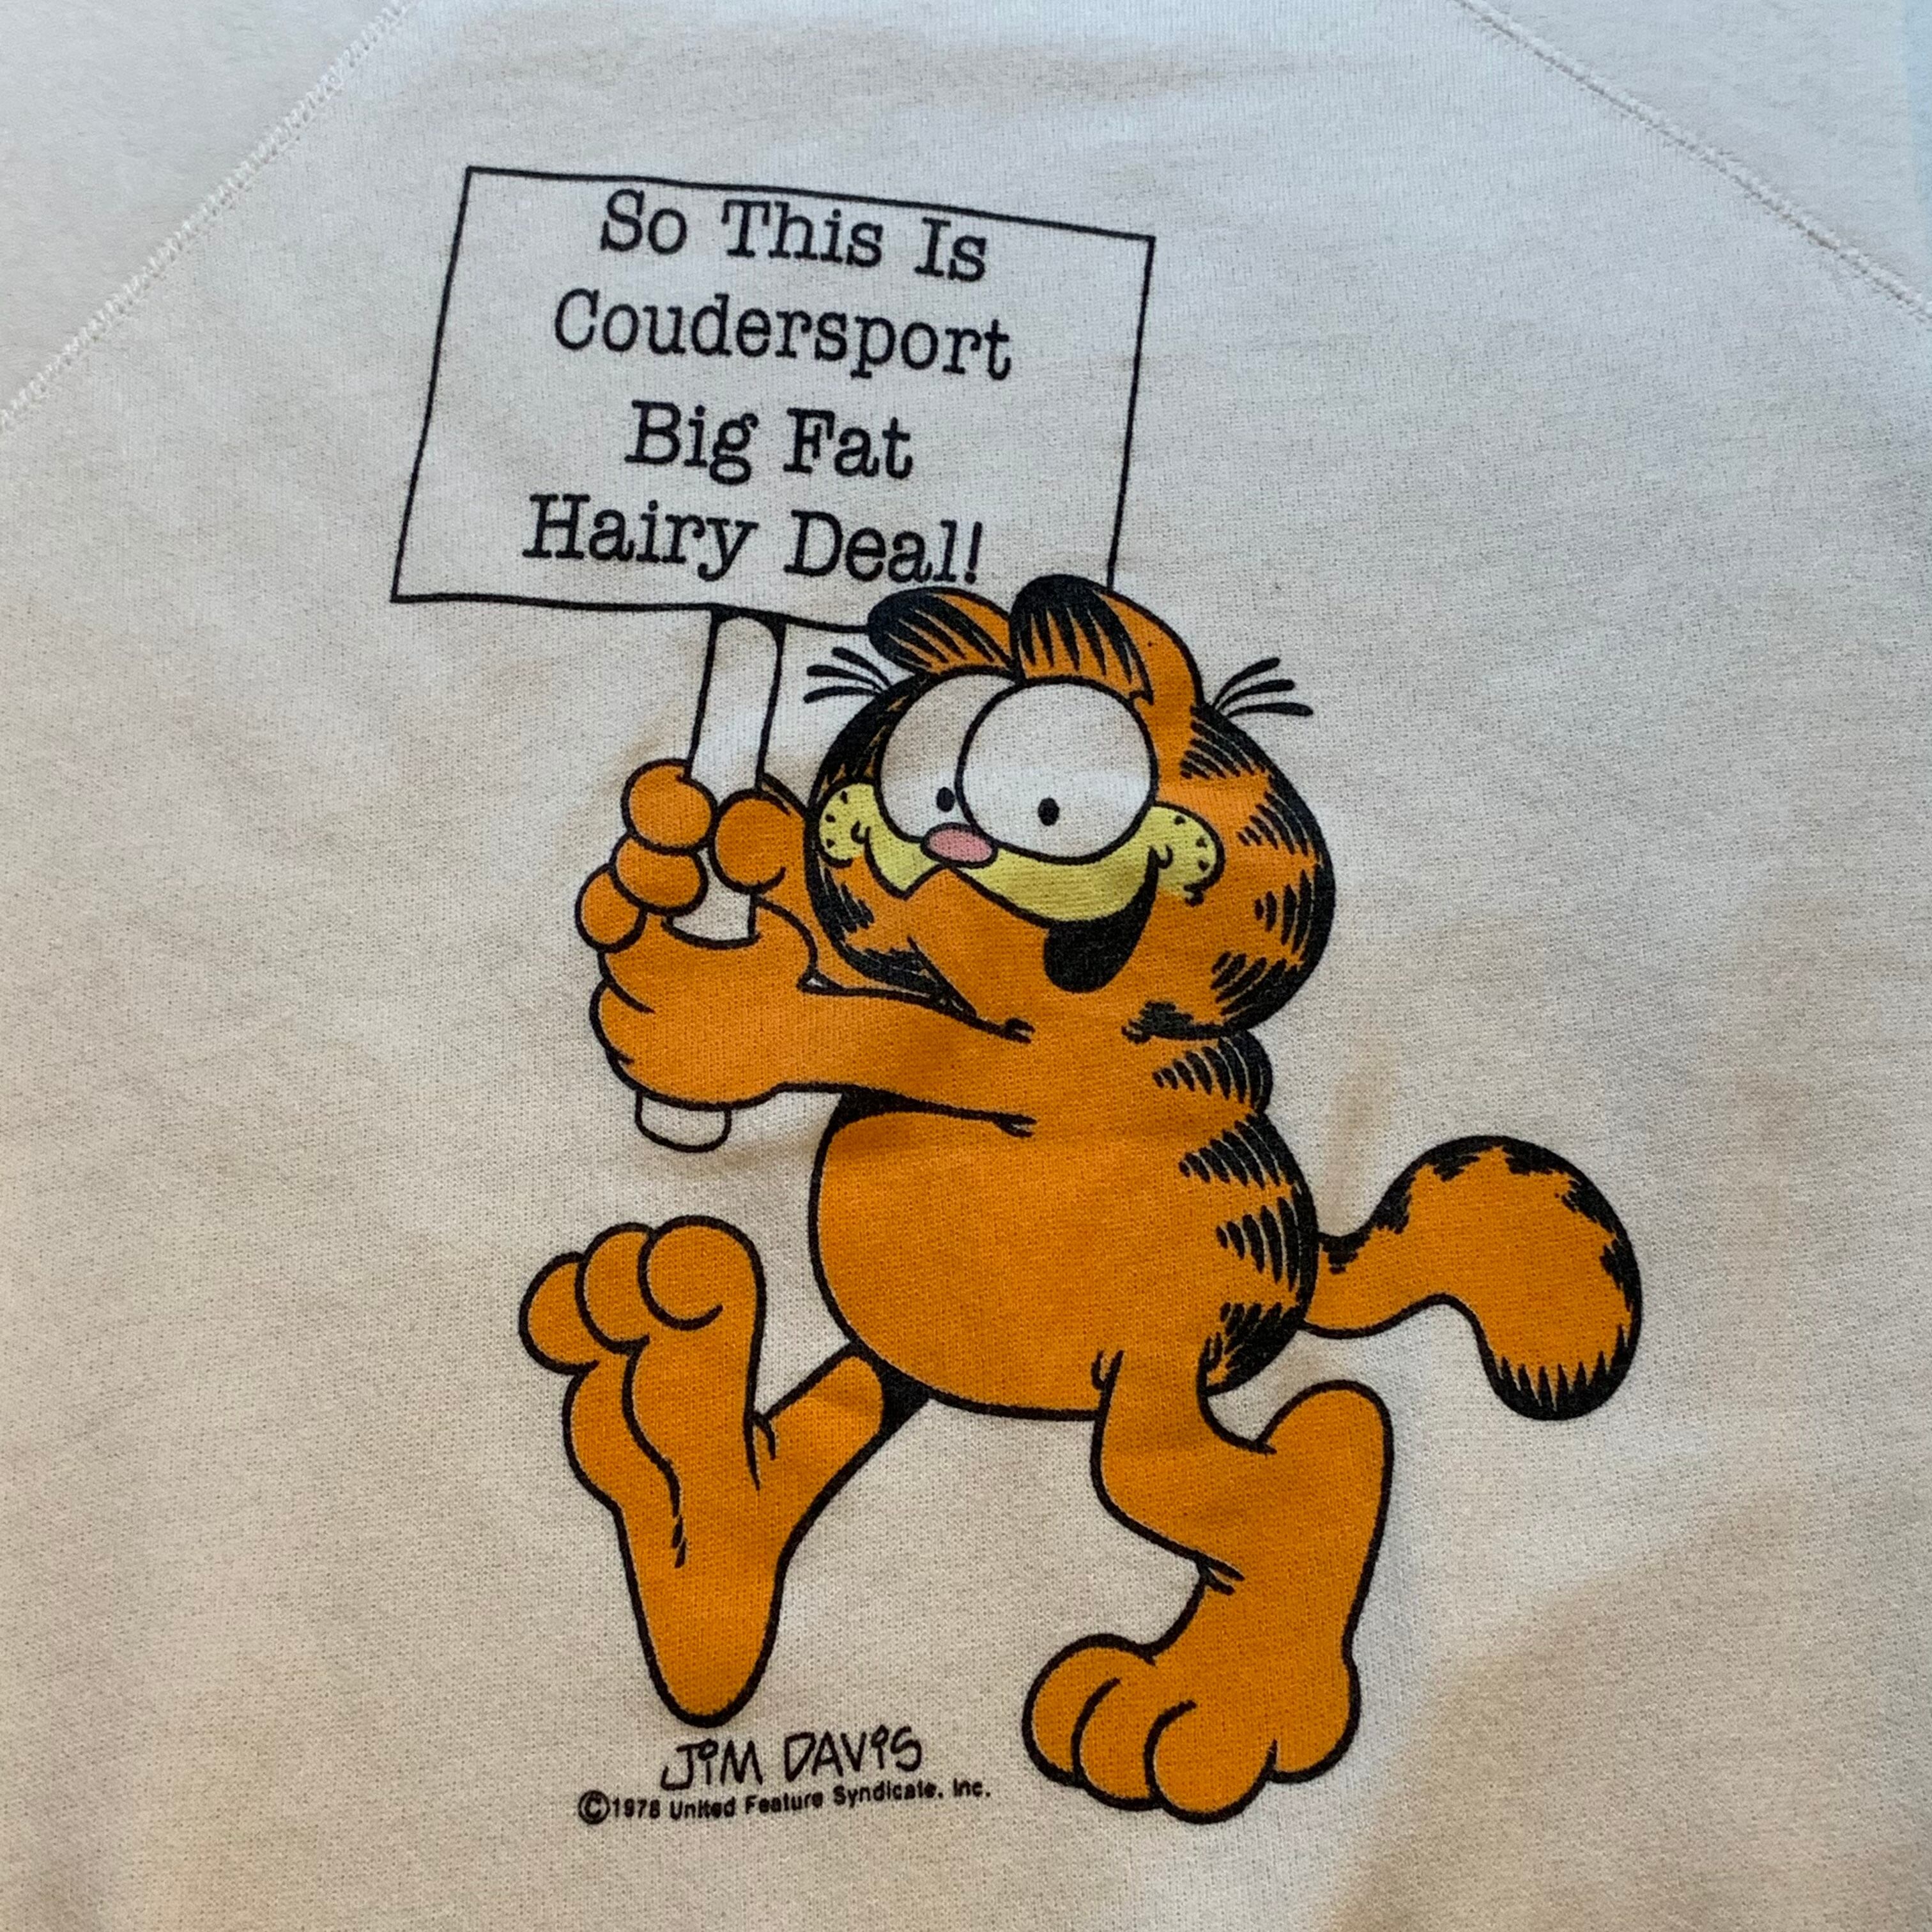 So This Is
Coudersport
Big Fat
Hairy Deal!
JiM DAViS
©1978 United Feature Syndicate, Inc.